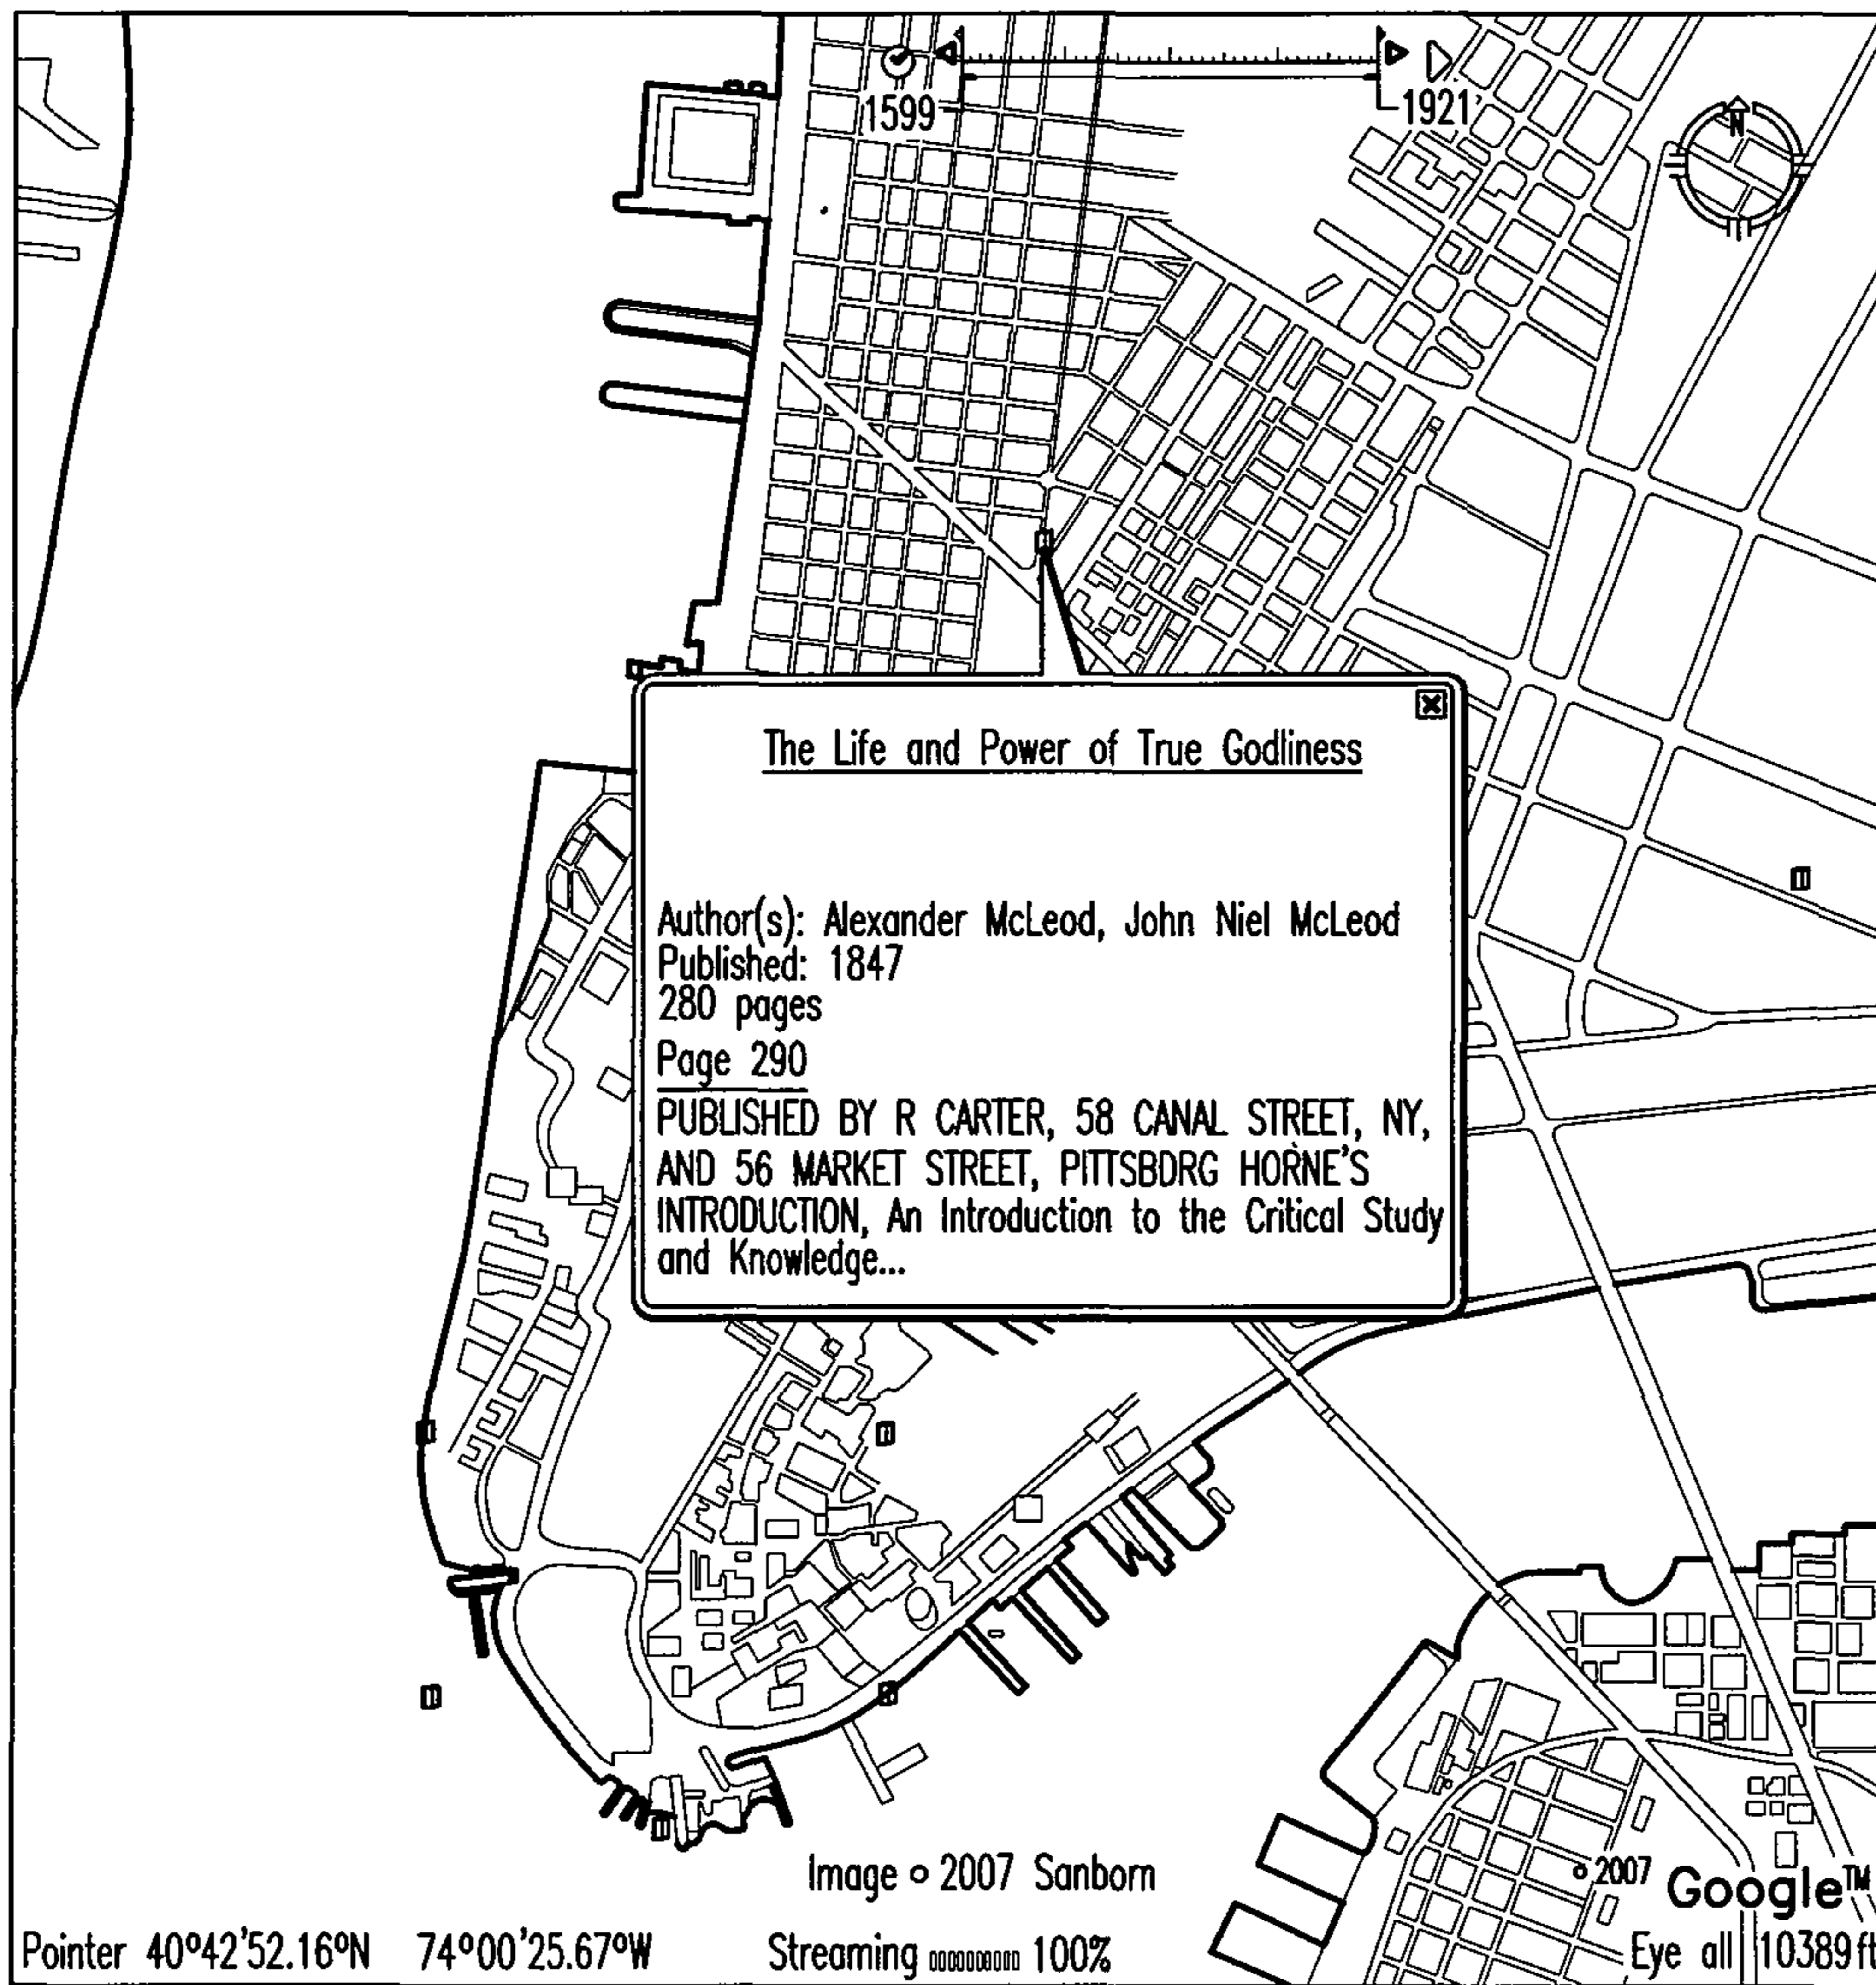 1599
1921
N
The Life and Power of True Godliness
Author(s): Alexander McLeod, John Niel McLeod
Published: 1847
280 pages
Page 290
PUBLISHED BY R CARTER, 58 CANAL STREET, NY,
AND 56 MARKET STREET, PITTSBDRG HORNE'S
INTRODUCTION, An Introduction to the Critical Study
and Knowledge...
Image © 2007 Sanborn
© 2007 Google™
Pointer 40°42'52.16°N 74°00'25.67°W Streaming 100% Eye all 10389 ft